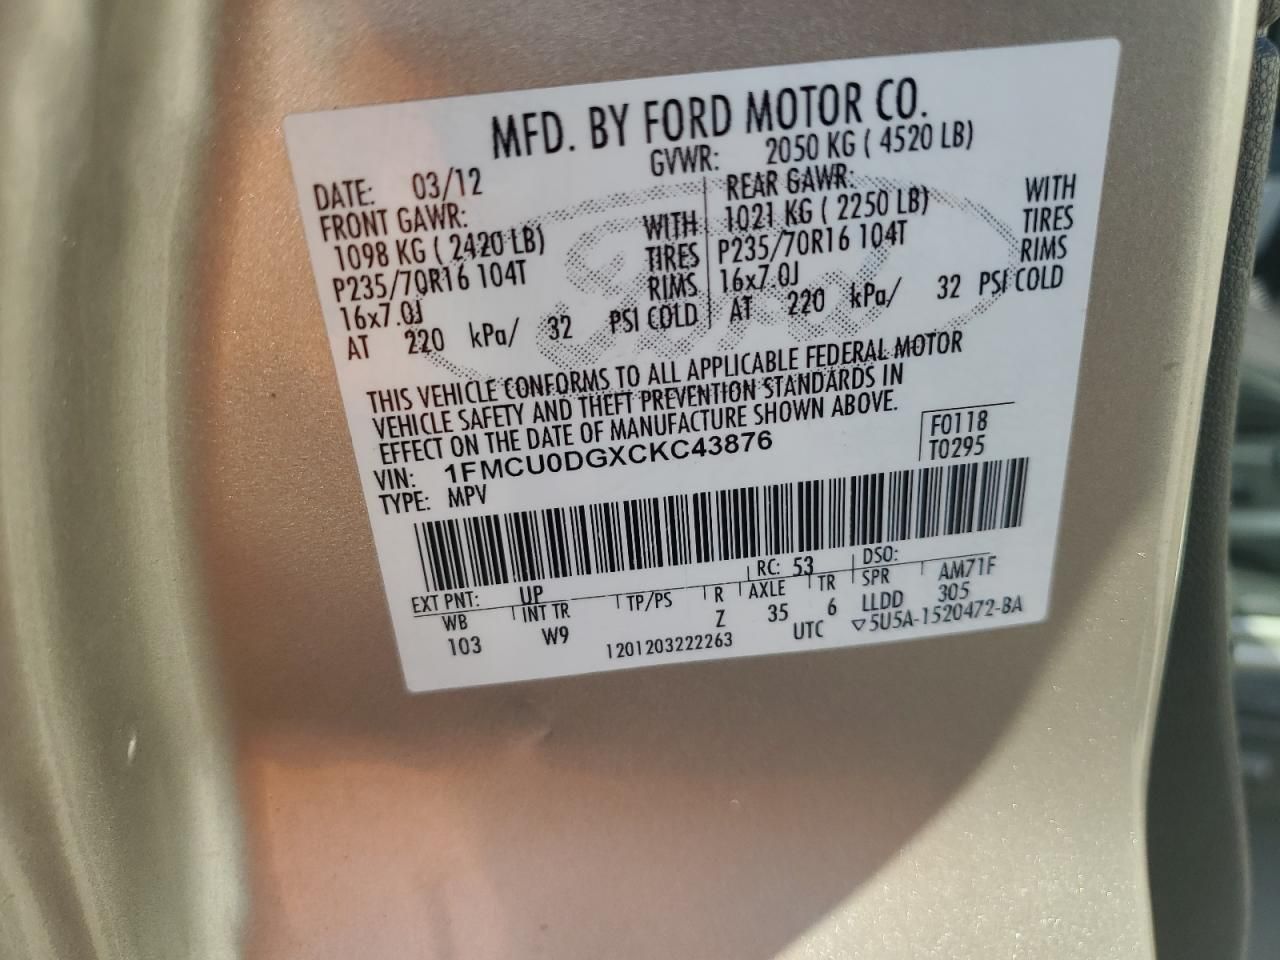 MFD. BY FORD MOTOR CO.
DATE: 03/12 GVWR: 2050 KG ( 4520 LB)
FRONT GAWR: REAR GAWR:
1098 KG ( 2420 LB) WITH 1021 KG ( 2250 LB) WITH
P235/70R16 104T TIRES P235/70R16 104T TIRES
16x7.0J RIMS 16x7.0J RIMS
AT 220 kPa/ 32 PSI COLD AT 220 kPa/ 32 PSI COLD
THIS VEHICLE CONFORMS TO ALL APPLICABLE FEDERAL MOTOR
VEHICLE SAFETY AND THEFT PREVENTION STANDARDS IN
EFFECT ON THE DATE OF MANUFACTURE SHOWN ABOVE.
VIN: 1FMCU0DGXCKC43876 F0118
TYPE: MPV T0295
EXT PNT: UP RC: 53 DSO:
WB INT TR TP/PS R AXLE TR SPR AM71F
103 W9 Z 35 6 LLDD 305
1201203222263 UTC ▽5U5A-1520472-BA